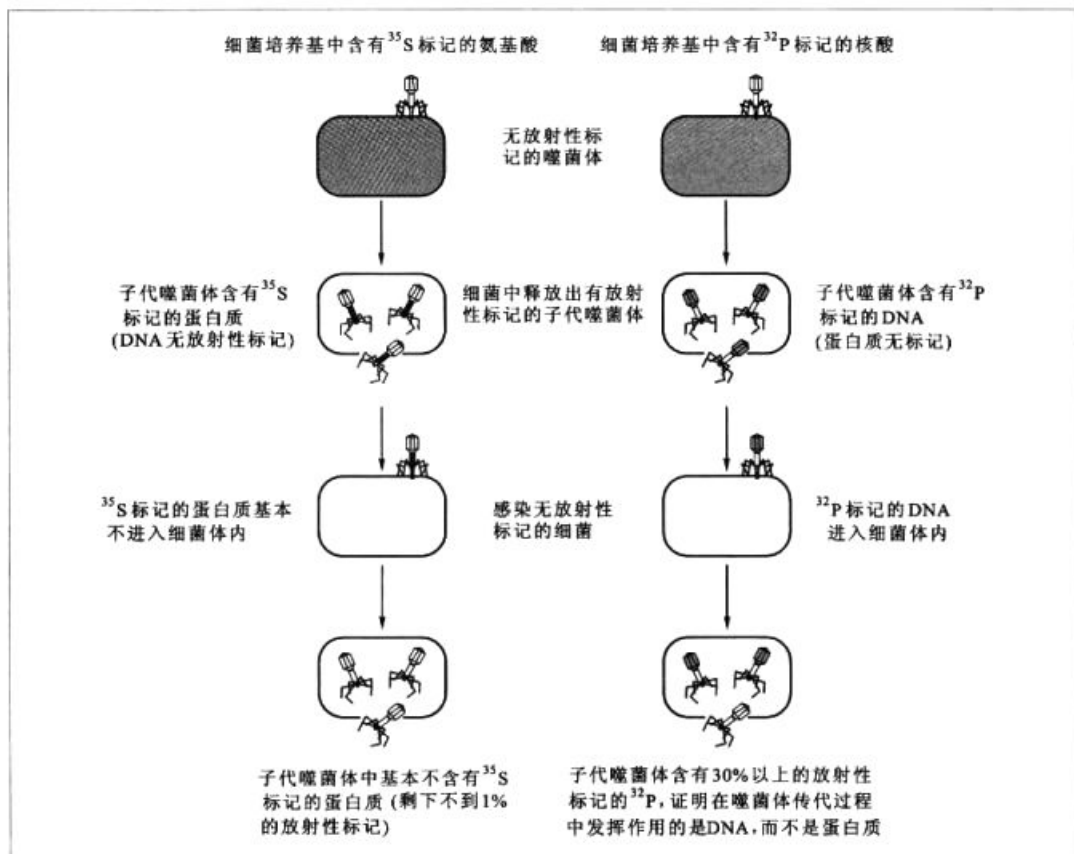 细菌培养基中含有³⁵S标记的氨基酸
细菌培养基中含有³²P标记的核酸
无放射性标
记的噬菌体
子代噬菌体含有³⁵S
标记的蛋白质
(DNA无放射性标记)
细菌中释放出有放射
性标记的子代噬菌体
子代噬菌体含有³²P
标记的DNA
(蛋白质无标记)
³⁵S标记的蛋白质基本
不进入细菌体内
感染无放射性
标记的细菌
³²P标记的DNA
进入细菌体内
子代噬菌体中基本不含有³⁵S
标记的蛋白质(剩下不到1%
的放射性标记)
子代噬菌体含有30%以上的放射性
标记的³²P,证明在噬菌体传代过程
中发挥作用的是DNA,而不是蛋白质